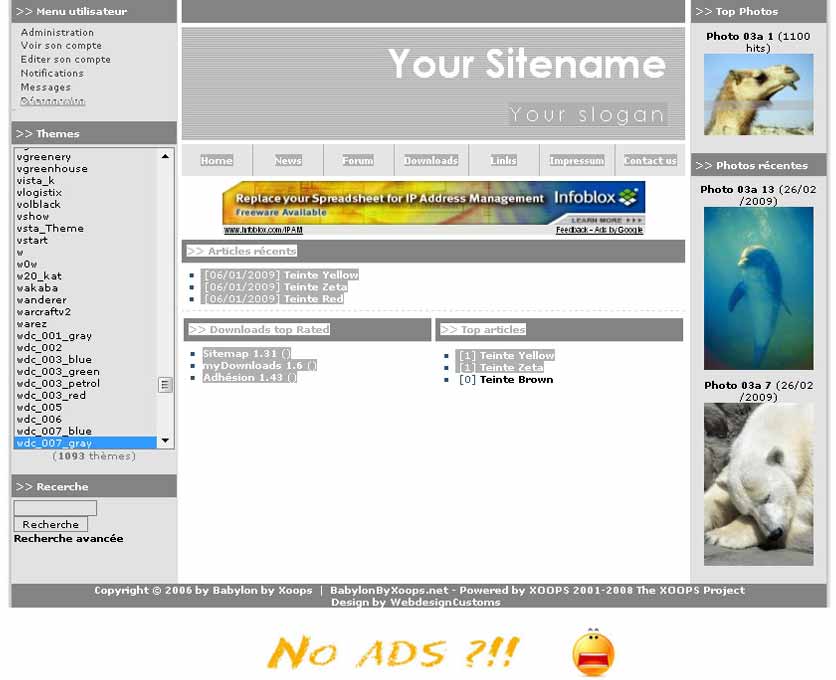 >> Menu utilisateur
Administration
Voir son compte
Editer son compte
Notifications
Messages
Déconnexion
>> Themes
vgreenery
vgreenhouse
vista_k
vlogistix
volblack
vshow
vsta_Theme
vstart
w
w0w
w20_kat
wakaba
wanderer
warcraftv2
warez
wdc_001_gray
wdc_002
wdc_003_blue
wdc_003_green
wdc_003_petrol
wdc_003_red
wdc_005
wdc_006
wdc_007_blue
wdc_007_gray
(1093 thèmes)
>> Recerche
Recherche
Recherche avancée
Your Sitename
Your slogan
Home News Forum Downloads Links Impressum Contact us
Replace your Spreadsheet for IP Address Management Infoblox
Freeware Available
LEARN MORE >>>
www.Infoblox.com/IPAM Feedback - Ads by Google
>> Articles récents
[06/01/2009] Teinte Yellow
[06/01/2009] Teinte Zeta
[06/01/2009] Teinte Red
>> Downloads top Rated
Sitemap 1.31 ()
myDownloads 1.6 ()
Adhésion 1.43 ()
>> Top articles
[1] Teinte Yellow
[1] Teinte Zeta
[0] Teinte Brown
>> Top Photos
Photo 03a 1 (1100
hits)
>> Photos récentes
Photo 03a 13 (26/02
/2009)
Photo 03a 7 (26/02
/2009)
Copyright © 2006 by Babylon by Xoops | BabylonByXoops.net - Powered by XOOPS 2001-2008 The XOOPS Project
Design by WebdesignCustoms
No ADS ?!!